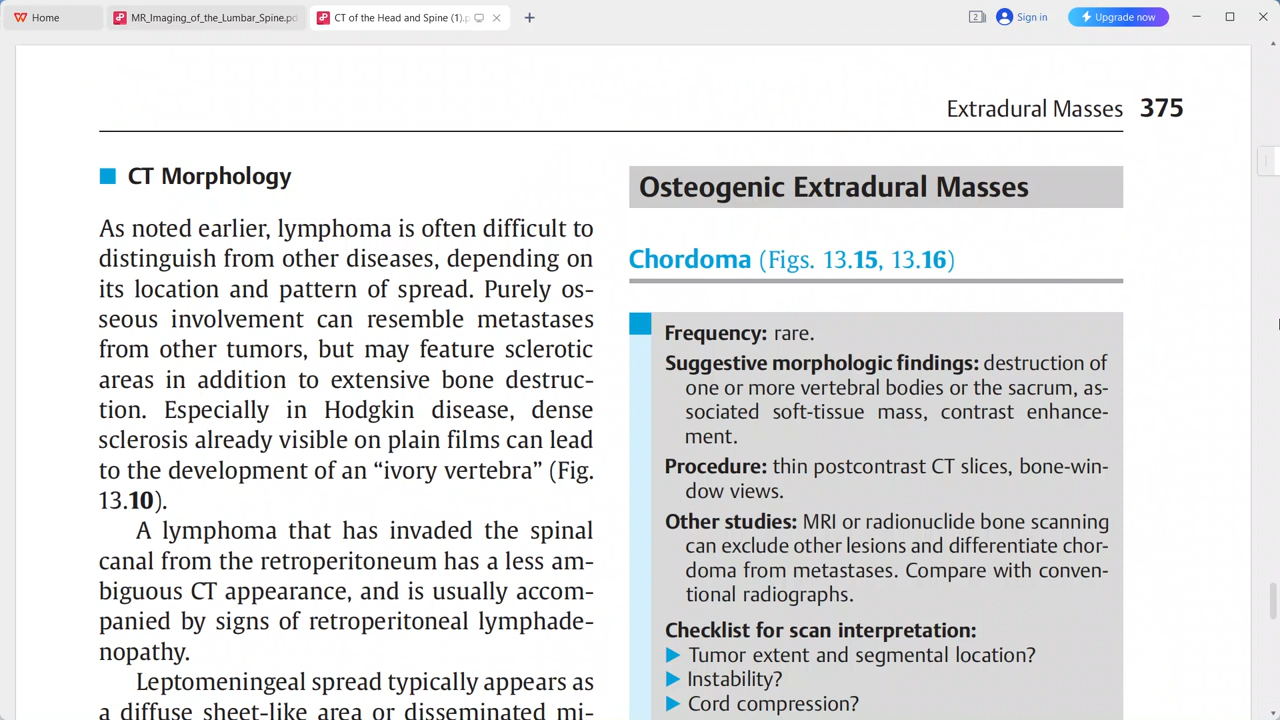 Home
MR_Imaging_of_the_Lumbar_Spine.pd
CT of the Head and Spine (1).p
2
Sign in
Upgrade now
Extradural Masses 375
CT Morphology
As noted earlier, lymphoma is often difficult to
distinguish from other diseases, depending on
its location and pattern of spread. Purely os-
seous involvement can resemble metastases
from other tumors, but may feature sclerotic
areas in addition to extensive bone destruc-
tion. Especially in Hodgkin disease, dense
sclerosis already visible on plain films can lead
to the development of an “ivory vertebra” (Fig.
13.10).
A lymphoma that has invaded the spinal
canal from the retroperitoneum has a less am-
biguous CT appearance, and is usually accom-
panied by signs of retroperitoneal lymphade-
nopathy.
Leptomeningeal spread typically appears as
a diffuse sheet-like area or disseminated mi-
Osteogenic Extradural Masses
Chordoma (Figs. 13.15, 13.16)
Frequency: rare.
Suggestive morphologic findings: destruction of
one or more vertebral bodies or the sacrum, as-
sociated soft-tissue mass, contrast enhance-
ment.
Procedure: thin postcontrast CT slices, bone-win-
dow views.
Other studies: MRI or radionuclide bone scanning
can exclude other lesions and differentiate chor-
doma from metastases. Compare with conven-
tional radiographs.
Checklist for scan interpretation:
Tumor extent and segmental location?
Instability?
Cord compression?